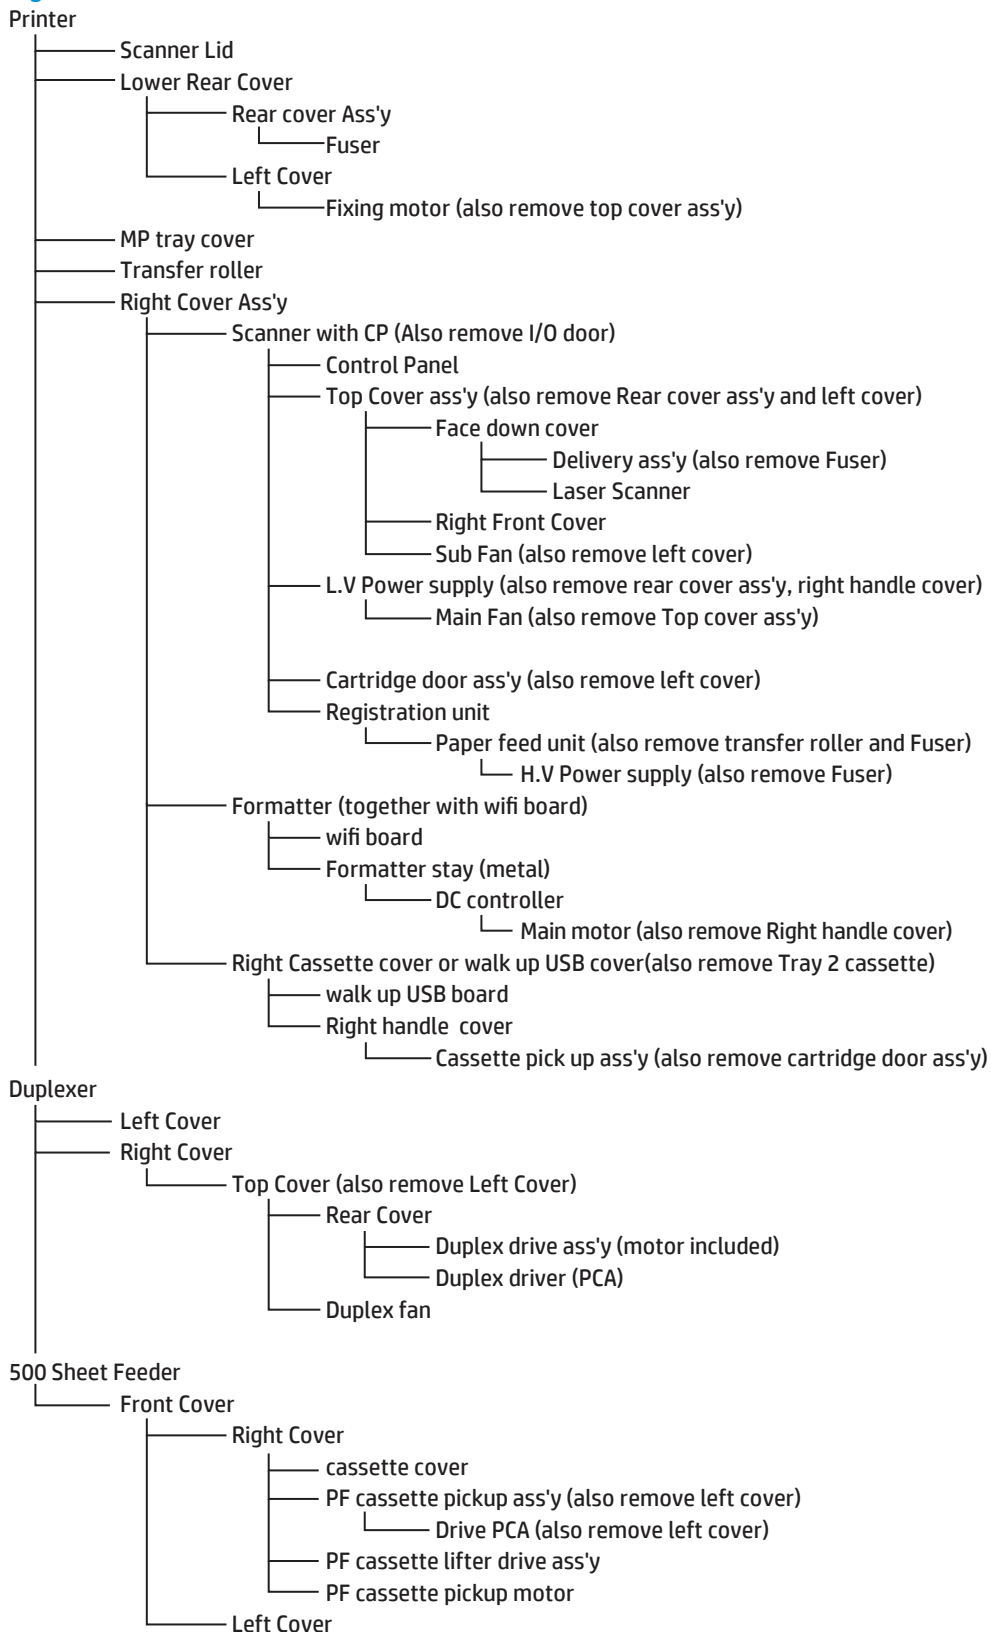 Printer
Scanner Lid
Lower Rear Cover
Rear cover Ass'y
Fuser
Left Cover
Fixing motor (also remove top cover ass'y)
MP tray cover
Transfer roller
Right Cover Ass'y
Scanner with CP (Also remove I/O door)
Control Panel
Top Cover ass'y (also remove Rear cover ass'y and left cover)
Face down cover
Delivery ass'y (also remove Fuser)
Laser Scanner
Right Front Cover
Sub Fan (also remove left cover)
L.V Power supply (also remove rear cover ass'y, right handle cover)
Main Fan (also remove Top cover ass'y)
Cartridge door ass'y (also remove left cover)
Registration unit
Paper feed unit (also remove transfer roller and Fuser)
H.V Power supply (also remove Fuser)
Formatter (together with wifi board)
wifi board
Formatter stay (metal)
DC controller
Main motor (also remove Right handle cover)
Right Cassette cover or walk up USB cover(also remove Tray 2 cassette)
walk up USB board
Right handle cover
Cassette pick up ass'y (also remove cartridge door ass'y)
Duplexer
Left Cover
Right Cover
Top Cover (also remove Left Cover)
Rear Cover
Duplex drive ass'y (motor included)
Duplex driver (PCA)
Duplex fan
500 Sheet Feeder
Front Cover
Right Cover
cassette cover
PF cassette pickup ass'y (also remove left cover)
Drive PCA (also remove left cover)
PF cassette lifter drive ass'y
PF cassette pickup motor
Left Cover